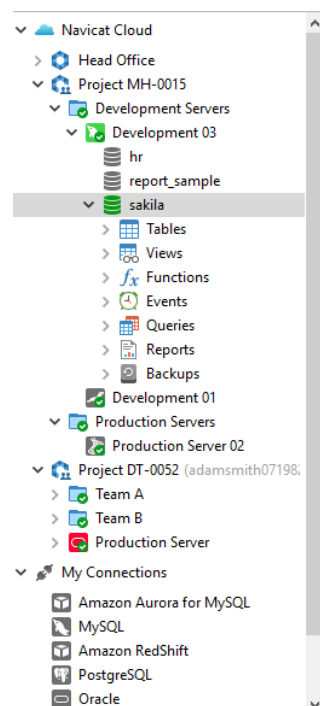 Navicat Cloud
Head Office
Project MH-0015
Development Servers
Development 03
hr
report_sample
sakila
Tables
Views
fx Functions
Events
Queries
Reports
Backups
Development 01
Production Servers
Production Server 02
Project DT-0052 (adamsmith07198
Team A
Team B
Production Server
My Connections
Amazon Aurora for MySQL
MySQL
Amazon RedShift
PostgreSQL
Oracle